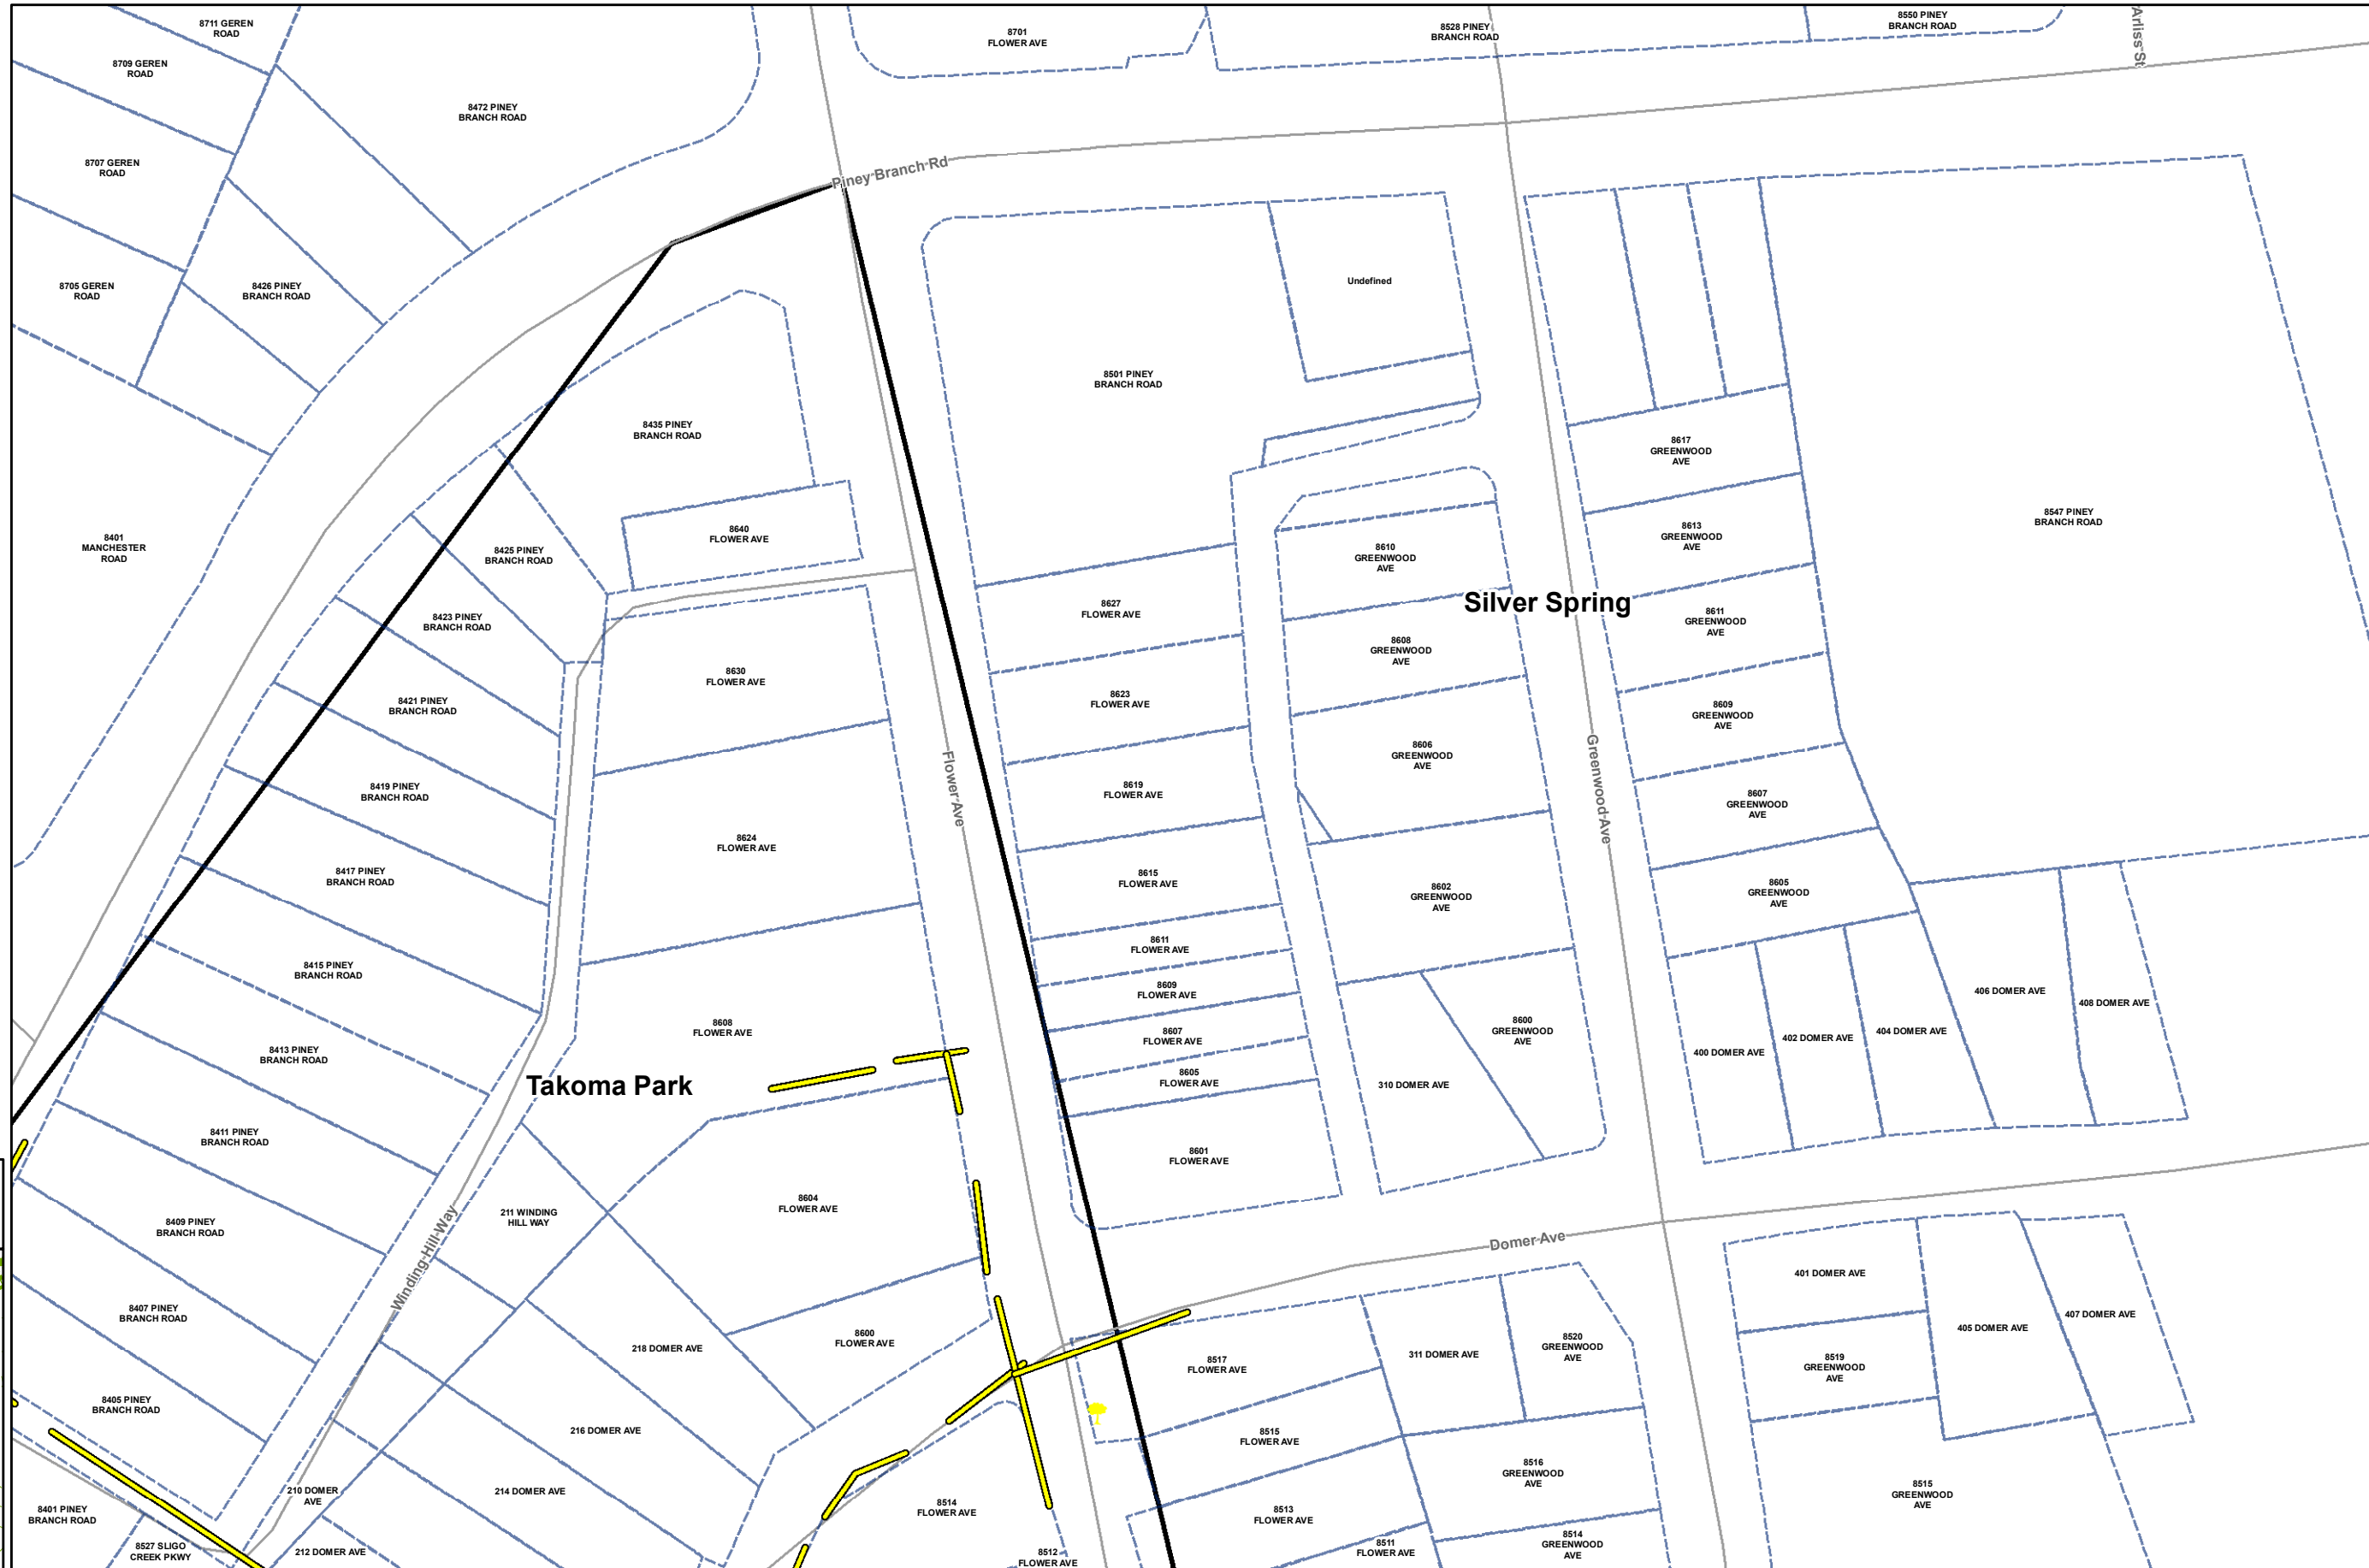 8711 GEREN
ROAD
8701
FLOWER AVE
8528 PINEY
BRANCH ROAD
8550 PINEY
BRANCH ROAD
Arliss St
8709 GEREN
ROAD
8472 PINEY
BRANCH ROAD
8707 GEREN
ROAD
Piney Branch Rd
8705 GEREN
ROAD
8426 PINEY
BRANCH ROAD
Undefined
8501 PINEY
BRANCH ROAD
8435 PINEY
BRANCH ROAD
8617
GREENWOOD
AVE
8547 PINEY
BRANCH ROAD
8401
MANCHESTER
ROAD
8640
FLOWER AVE
8613
GREENWOOD
AVE
8425 PINEY
BRANCH ROAD
8610
GREENWOOD
AVE
Silver Spring
8627
FLOWER AVE
8423 PINEY
BRANCH ROAD
8611
GREENWOOD
AVE
8608
GREENWOOD
AVE
8630
FLOWER AVE
8421 PINEY
BRANCH ROAD
8623
FLOWER AVE
8609
GREENWOOD
AVE
8606
GREENWOOD
AVE
Flower Ave
Greenwood Ave
8419 PINEY
BRANCH ROAD
8619
FLOWER AVE
8607
GREENWOOD
AVE
8624
FLOWER AVE
8417 PINEY
BRANCH ROAD
8615
FLOWER AVE
8602
GREENWOOD
AVE
8605
GREENWOOD
AVE
8611
FLOWER AVE
8415 PINEY
BRANCH ROAD
8609
FLOWER AVE
406 DOMER AVE
408 DOMER AVE
8608
FLOWER AVE
8607
FLOWER AVE
8600
GREENWOOD
AVE
400 DOMER AVE
402 DOMER AVE
404 DOMER AVE
8413 PINEY
BRANCH ROAD
Takoma Park
8605
FLOWER AVE
310 DOMER AVE
8411 PINEY
BRANCH ROAD
8601
FLOWER AVE
8604
FLOWER AVE
211 WINDING
HILL WAY
8409 PINEY
BRANCH ROAD
Winding Hill Way
Domer Ave
401 DOMER AVE
8407 PINEY
BRANCH ROAD
218 DOMER AVE
8600
FLOWER AVE
8517
FLOWER AVE
311 DOMER AVE
8520
GREENWOOD
AVE
8519
GREENWOOD
AVE
405 DOMER AVE
407 DOMER AVE
8405 PINEY
BRANCH ROAD
216 DOMER AVE
8515
FLOWER AVE
8516
GREENWOOD
AVE
8515
GREENWOOD
AVE
210 DOMER
AVE
214 DOMER AVE
8514
FLOWER AVE
8513
FLOWER AVE
8401 PINEY
BRANCH ROAD
8527 SLIGO
CREEK PKWY
212 DOMER AVE
8512
FLOWER AVE
8511
FLOWER AVE
8514
GREENWOOD
AVE